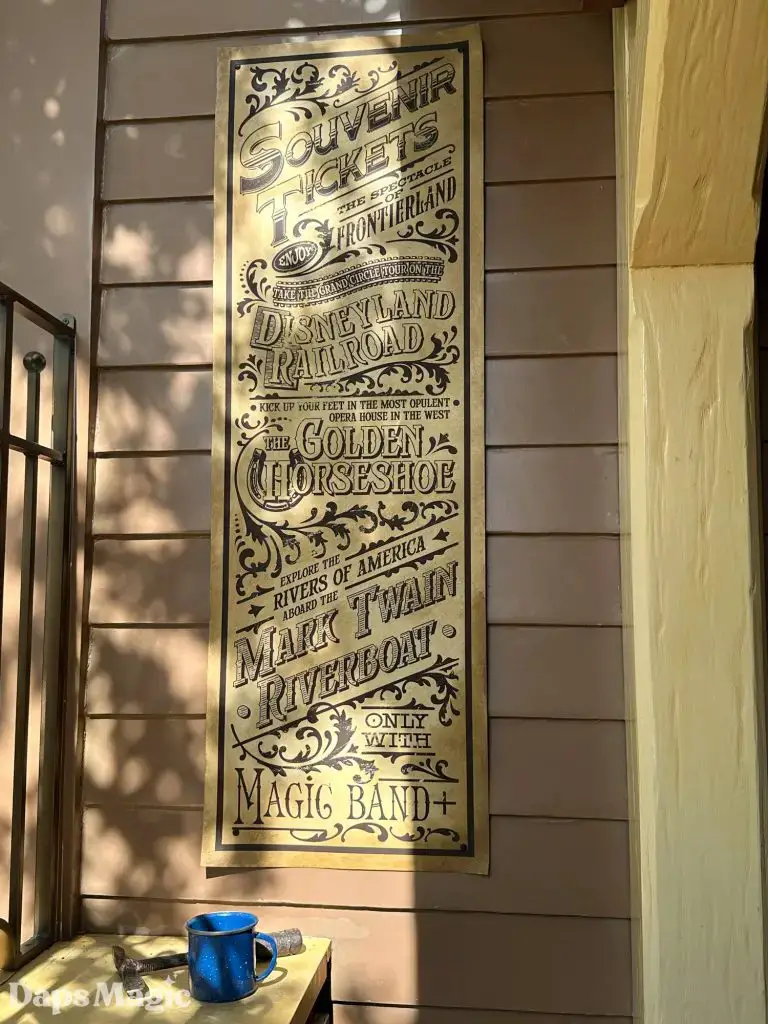 SOUVENIR
TICKETS
THE SPECTACLE
OF
ENJOY FRONTIERLAND
TAKE THE GRAND CIRCLE TOUR ON THE
DISNEYLAND
RAILROAD
• KICK UP YOUR FEET IN THE MOST OPULENT •
OPERA HOUSE IN THE WEST
THE GOLDEN
HORSESHOE
EXPLORE THE
RIVERS OF AMERICA
ABOARD THE
MARK TWAIN
• RIVERBOAT •
ONLY
WITH
MAGIC BAND+
Daps Magic